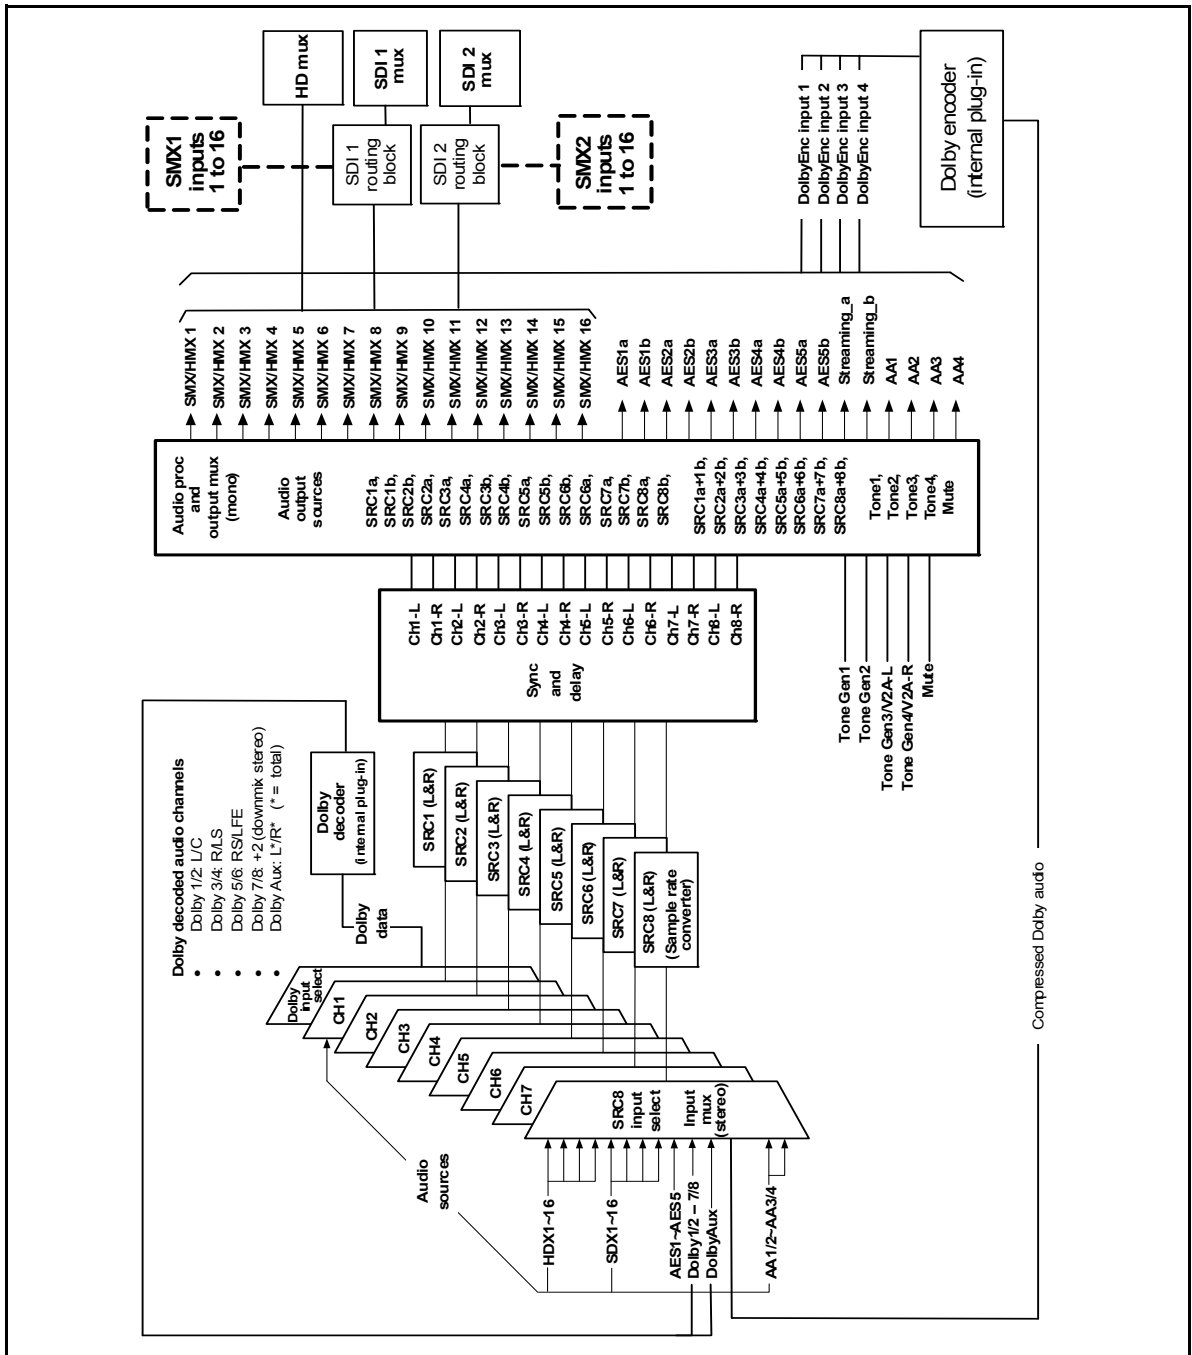 HD mux
SDI 1
mux
SDI 2
mux
SMX1
inputs
1 to 16
SDI 1
routing
block
SDI 2
routing
block
SMX2
inputs
1 to 16
DolbyEnc input 1
DolbyEnc input 2
DolbyEnc input 3
DolbyEnc input 4
Dolby encoder
(internal plug-in)
SMX/HMX 1
SMX/HMX 2
SMX/HMX 3
SMX/HMX 4
SMX/HMX 5
SMX/HMX 6
SMX/HMX 7
SMX/HMX 8
SMX/HMX 9
SMX/HMX 10
SMX/HMX 11
SMX/HMX 12
SMX/HMX 13
SMX/HMX 14
SMX/HMX 15
SMX/HMX 16
AES1a
AES1b
AES2a
AES2b
AES3a
AES3b
AES4a
AES4b
AES5a
AES5b
Streaming_a
Streaming_b
AA1
AA2
AA3
AA4
Audio proc
and
output mux
(mono)
Audio
output
sources
SRC1a,
SRC1b,
SRC2b,
SRC2a,
SRC3a,
SRC4a,
SRC3b,
SRC4b,
SRC5a,
SRC5b,
SRC6b,
SRC6a,
SRC7a,
SRC7b,
SRC8a,
SRC8b,
SRC1a+1b,
SRC2a+2b,
SRC3a+3b,
SRC4a+4b,
SRC5a+5b,
SRC6a+6b,
SRC7a+7b,
SRC8a+8b,
Tone1,
Tone2,
Tone3,
Tone4,
Mute
Ch1-L
Ch1-R
Ch2-L
Ch2-R
Ch3-L
Ch3-R
Ch4-L
Ch4-R
Ch5-L
Ch5-R
Ch6-L
Ch6-R
Ch7-L
Ch7-R
Ch8-L
Ch8-R
Sync
and
delay
Tone Gen1
Tone Gen2
Tone Gen3/V2A-L
Tone Gen4/V2A-R
Mute
Dolby decoded audio channels
• Dolby 1/2: L/C
• Dolby 3/4: R/LS
• Dolby 5/6: RS/LFE
• Dolby 7/8: +2 (downmix stereo)
• Dolby Aux: L*/R* (* = total)
Dolby
decoder
(internal plug-in)
Dolby
data
SRC1 (L&R)
SRC2 (L&R)
SRC3 (L&R)
SRC4 (L&R)
SRC5 (L&R)
SRC6 (L&R)
SRC7 (L&R)
SRC8 (L&R)
(Sample rate
converter)
Dolby
input
select
CH1
CH2
CH3
CH4
CH5
CH6
CH7
SRC8
input
select
Input
mux
(stereo)
Audio
sources
HDX1~16
SDX1~16
AES1~AES5
Dolby1/2 – 7/8
DolbyAux
AA1/2~AA3/4
Compressed Dolby audio